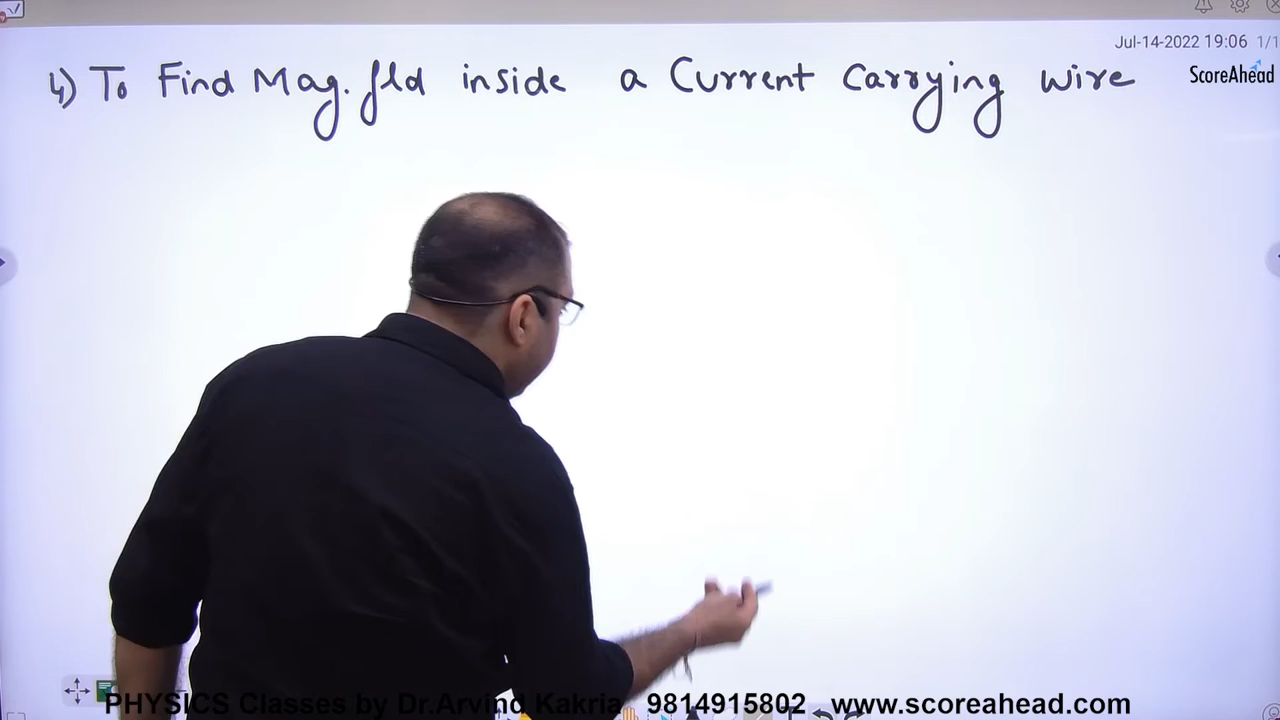 Jul-14-2022 19:06 1/1
4) To Find Mag. fld inside a Current Carrying wire
ScoreAhead
PHYSICS Classes by Dr.Arvind Kakria 9814915802 www.scoreahead.com